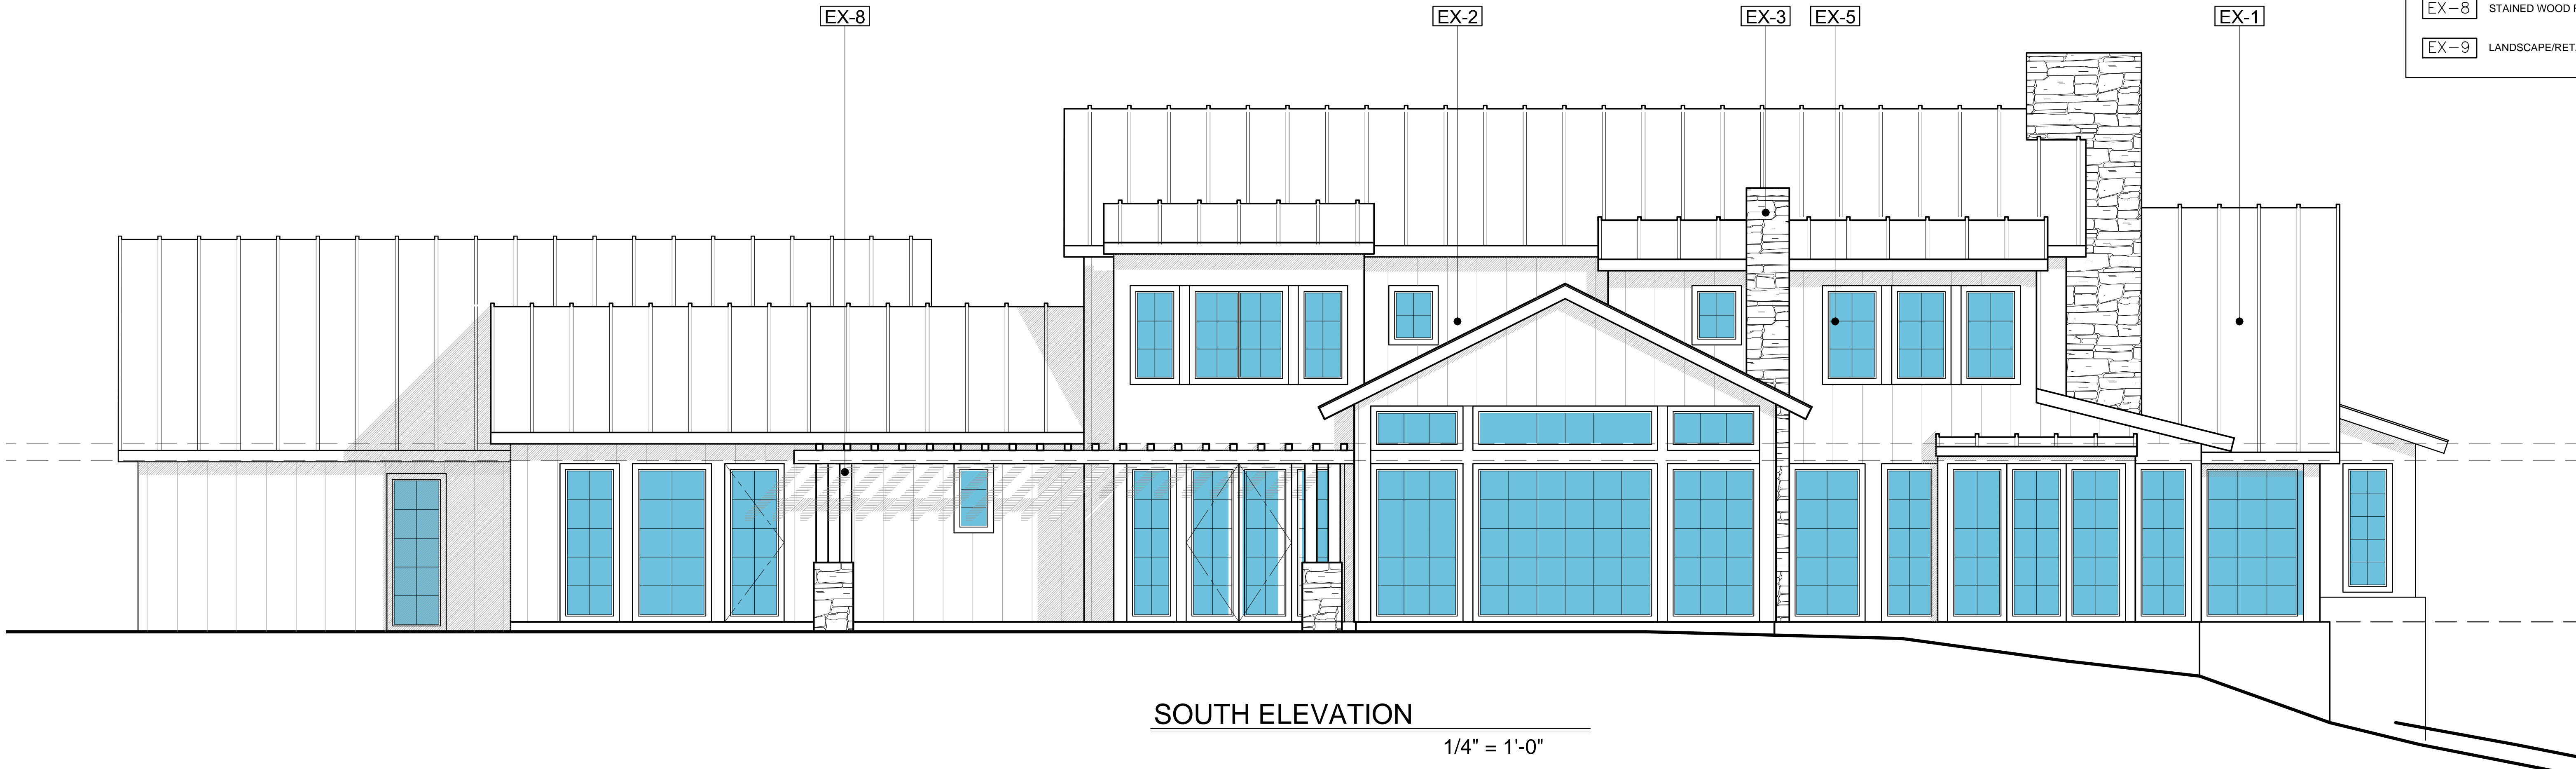 EX-8
EX-2
EX-3
EX-5
EX-1
EX-8 STAINED WOOD
EX-9 LANDSCAPE/RET
SOUTH ELEVATION
1/4" = 1'-0"